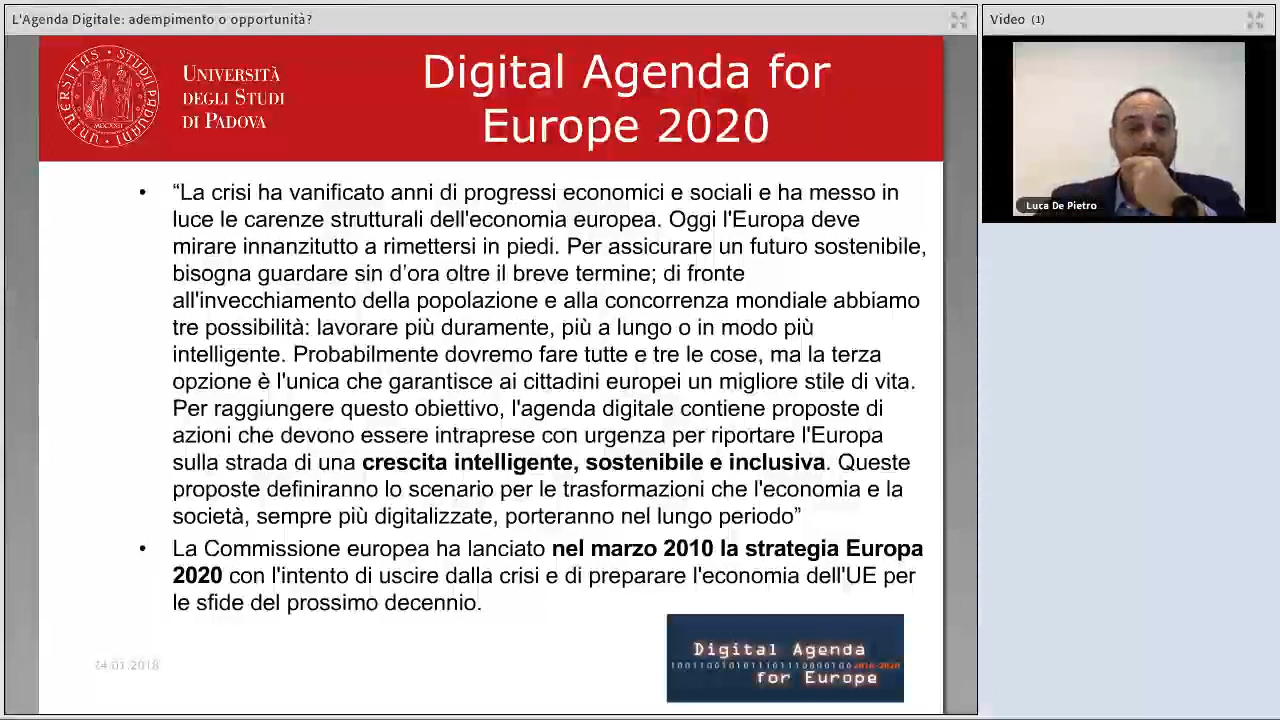 L'Agenda Digitale: adempimento o opportunità?
Video (1)
UNIVERSITÀ
DEGLI STUDI
DI PADOVA
Digital Agenda for
Europe 2020
• “La crisi ha vanificato anni di progressi economici e sociali e ha messo in
luce le carenze strutturali dell'economia europea. Oggi l'Europa deve
mirare innanzitutto a rimettersi in piedi. Per assicurare un futuro sostenibile,
bisogna guardare sin d’ora oltre il breve termine; di fronte
all'invecchiamento della popolazione e alla concorrenza mondiale abbiamo
tre possibilità: lavorare più duramente, più a lungo o in modo più
intelligente. Probabilmente dovremo fare tutte e tre le cose, ma la terza
opzione è l'unica che garantisce ai cittadini europei un migliore stile di vita.
Per raggiungere questo obiettivo, l'agenda digitale contiene proposte di
azioni che devono essere intraprese con urgenza per riportare l'Europa
sulla strada di una crescita intelligente, sostenibile e inclusiva. Queste
proposte definiranno lo scenario per le trasformazioni che l'economia e la
società, sempre più digitalizzate, porteranno nel lungo periodo”
• La Commissione europea ha lanciato nel marzo 2010 la strategia Europa
2020 con l'intento di uscire dalla crisi e di preparare l'economia dell'UE per
le sfide del prossimo decennio.
24.01.2018
Digital Agenda
for Europe
Luca De Pietro